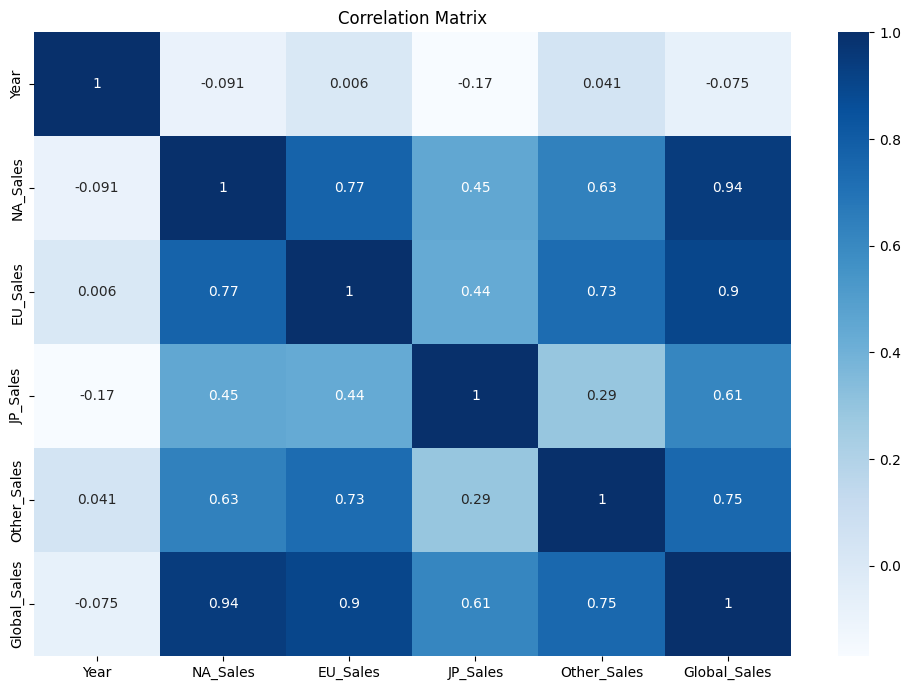 Correlation Matrix
Year 1 -0.091 0.006 -0.17 0.041 -0.075
NA_Sales -0.091 1 0.77 0.45 0.63 0.94
EU_Sales 0.006 0.77 1 0.44 0.73 0.9
JP_Sales -0.17 0.45 0.44 1 0.29 0.61
Other_Sales 0.041 0.63 0.73 0.29 1 0.75
Global_Sales -0.075 0.94 0.9 0.61 0.75 1
Year NA_Sales EU_Sales JP_Sales Other_Sales Global_Sales
1.0
0.8
0.6
0.4
0.2
0.0